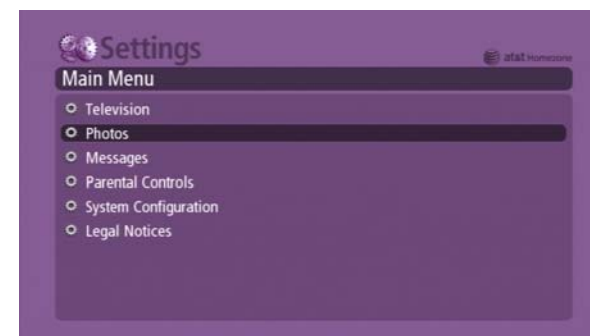 Settings
at&t Homezone
Main Menu
Television
Photos
Messages
Parental Controls
System Configuration
Legal Notices